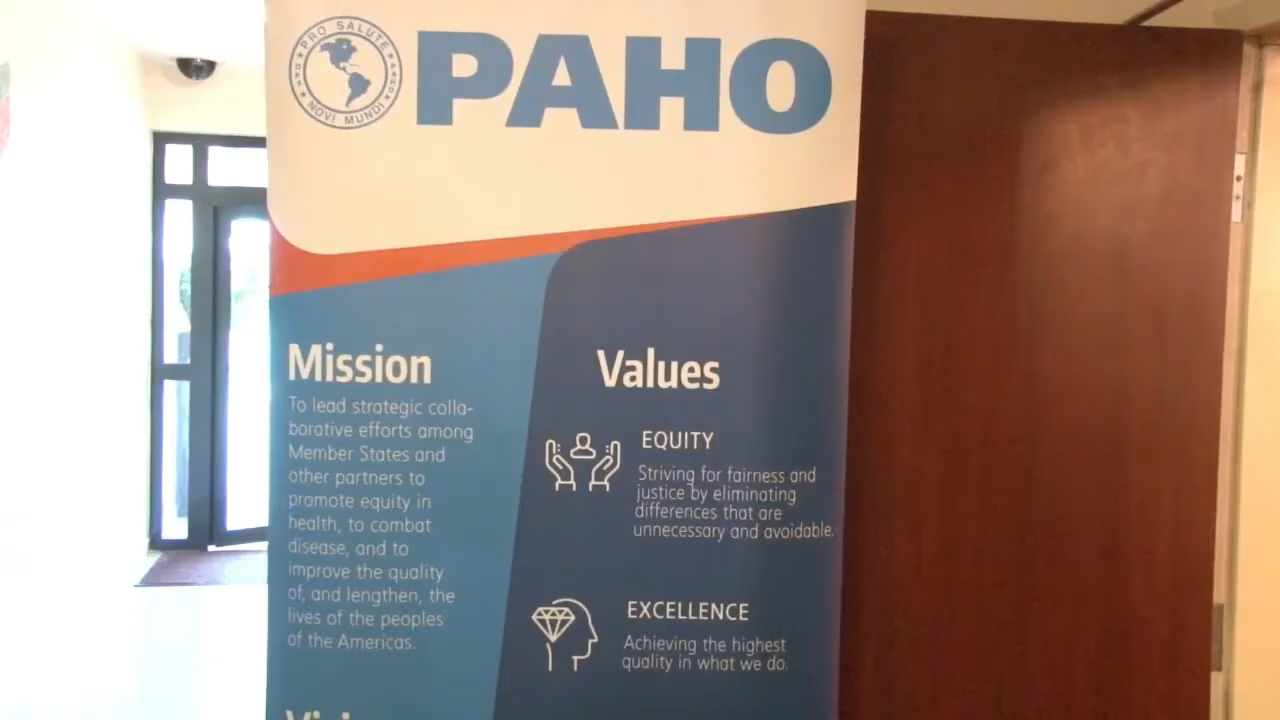 PRO SALUTE
NOVI MUNDI
PAHO
Mission
To lead strategic colla-
borative efforts among
Member States and
other partners to
promote equity in
health, to combat
disease, and to
improve the quality
of, and lengthen, the
lives of the peoples
of the Americas.
Values
EQUITY
Striving for fairness and
justice by eliminating
differences that are
unnecessary and avoidable.
EXCELLENCE
Achieving the highest
quality in what we do.